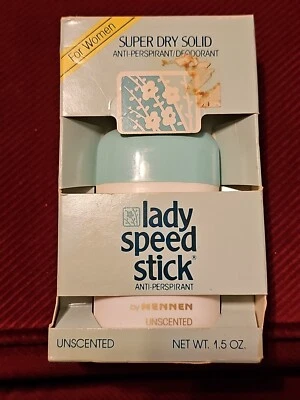 For Women
SUPER DRY SOLID
ANTI-PERSPIRANT/DEODORANT
lady
speed
stick®
ANTI-PERSPIRANT
by MENNEN
UNSCENTED
UNSCENTED NET WT. 1.5 OZ.